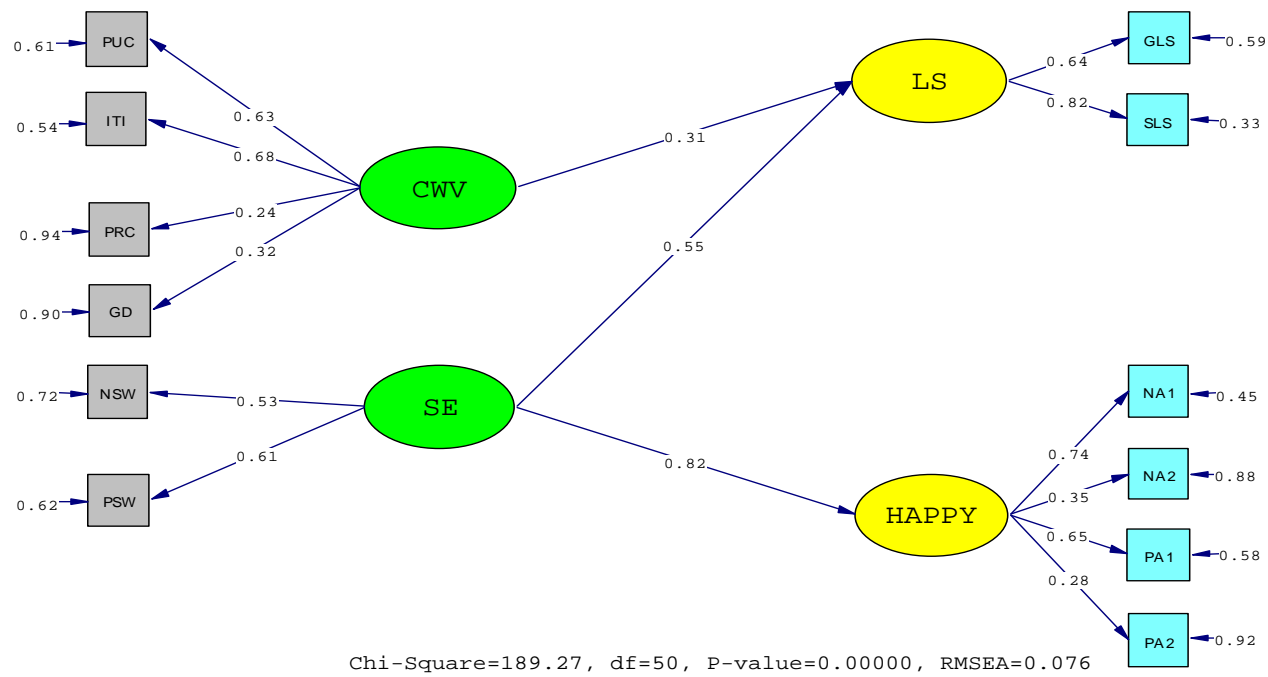 0.61 PUC
0.54 ITI
0.94 PRC
0.90 GD
0.72 NSW
0.62 PSW
0.63
0.68
0.24
0.32
0.53
0.61
CWV
SE
0.31
0.55
0.82
LS
HAPPY
0.64
0.82
0.74
0.35
0.65
0.28
GLS 0.59
SLS 0.33
NA1 0.45
NA2 0.88
PA1 0.58
PA2 0.92
Chi-Square=189.27, df=50, P-value=0.00000, RMSEA=0.076